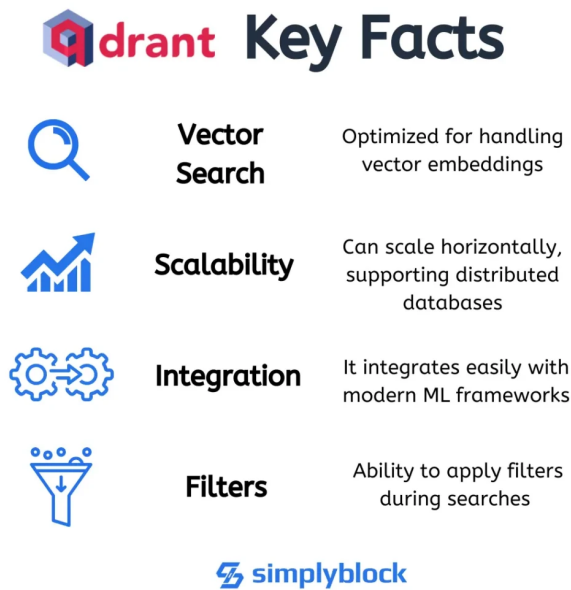 qdrant Key Facts
Vector
Search
Optimized for handling
vector embeddings
Scalability
Can scale horizontally,
supporting distributed
databases
Integration
It integrates easily with
modern ML frameworks
Filters
Ability to apply filters
during searches
simplyblock